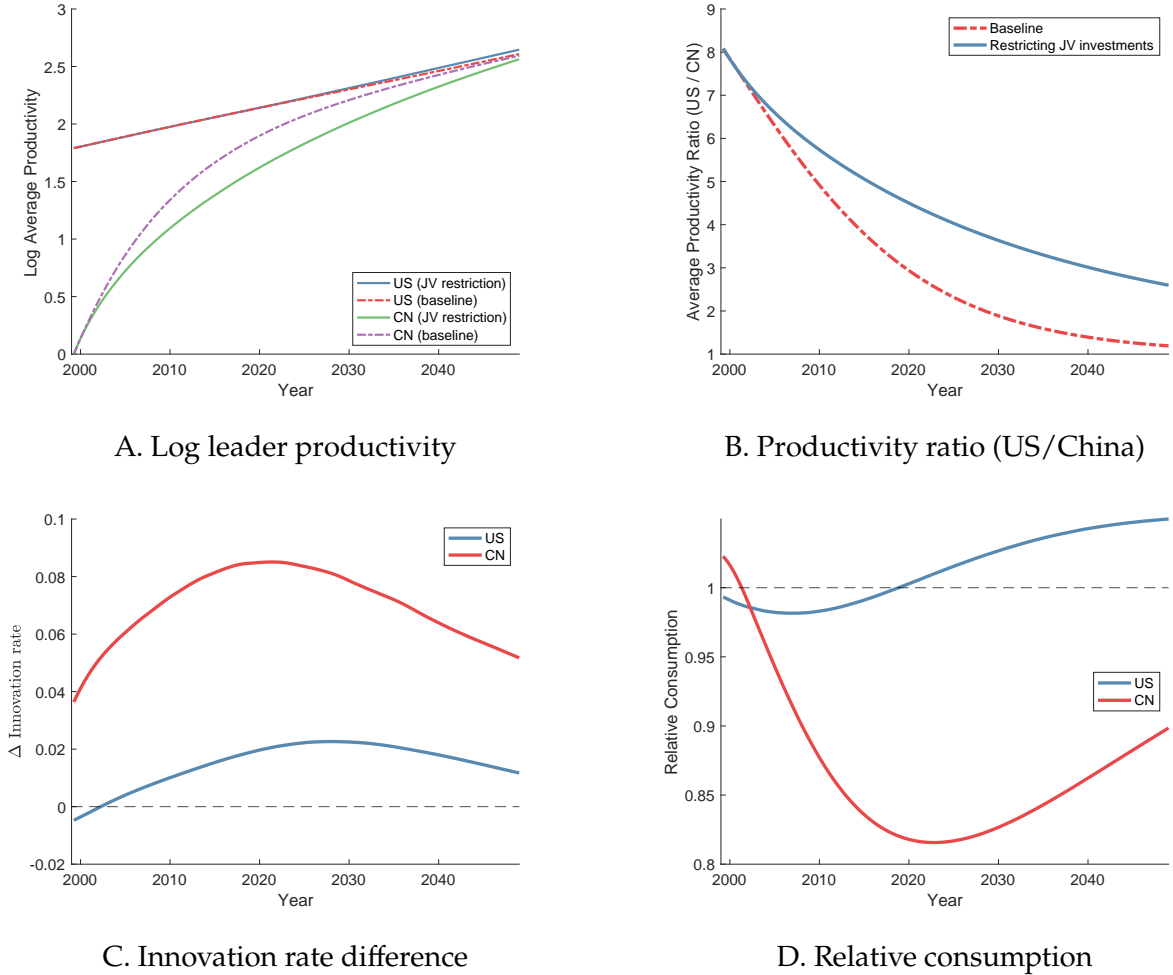 3
2.5
2
1.5
1
0.5
0
Log Average Productivity
US (JV restriction)
US (baseline)
CN (JV restriction)
CN (baseline)
2000 2010 2020 2030 2040
Year
A. Log leader productivity
9
8
7
6
5
4
3
2
1
Average Productivity Ratio (US / CN)
Baseline
Restricting JV investments
2000 2010 2020 2030 2040
Year
B. Productivity ratio (US/China)
0.1
0.08
0.06
0.04
0.02
0
-0.02
Δ Innovation rate
US
CN
2000 2010 2020 2030 2040
Year
C. Innovation rate difference
1
0.95
0.9
0.85
0.8
Relative Consumption
US
CN
2000 2010 2020 2030 2040
Year
D. Relative consumption